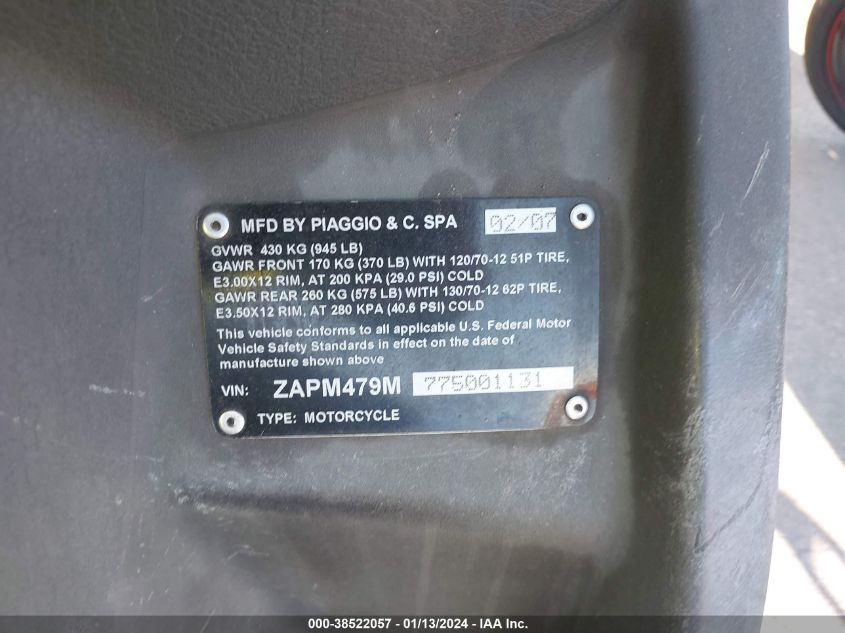 MFD BY PIAGGIO & C. SPA 02/07
GVWR 430 KG (945 LB)
GAWR FRONT 170 KG (370 LB) WITH 120/70-12 51P TIRE,
E3.00X12 RIM, AT 200 KPA (29.0 PSI) COLD
GAWR REAR 260 KG (575 LB) WITH 130/70-12 62P TIRE,
E3.50X12 RIM, AT 280 KPA (40.6 PSI) COLD
This vehicle conforms to all applicable U.S. Federal Motor
Vehicle Safety Standards in effect on the date of
manufacture shown above
VIN: ZAPM479M 775001131
TYPE: MOTORCYCLE
000-38522057 - 01/13/2024 - IAA Inc.